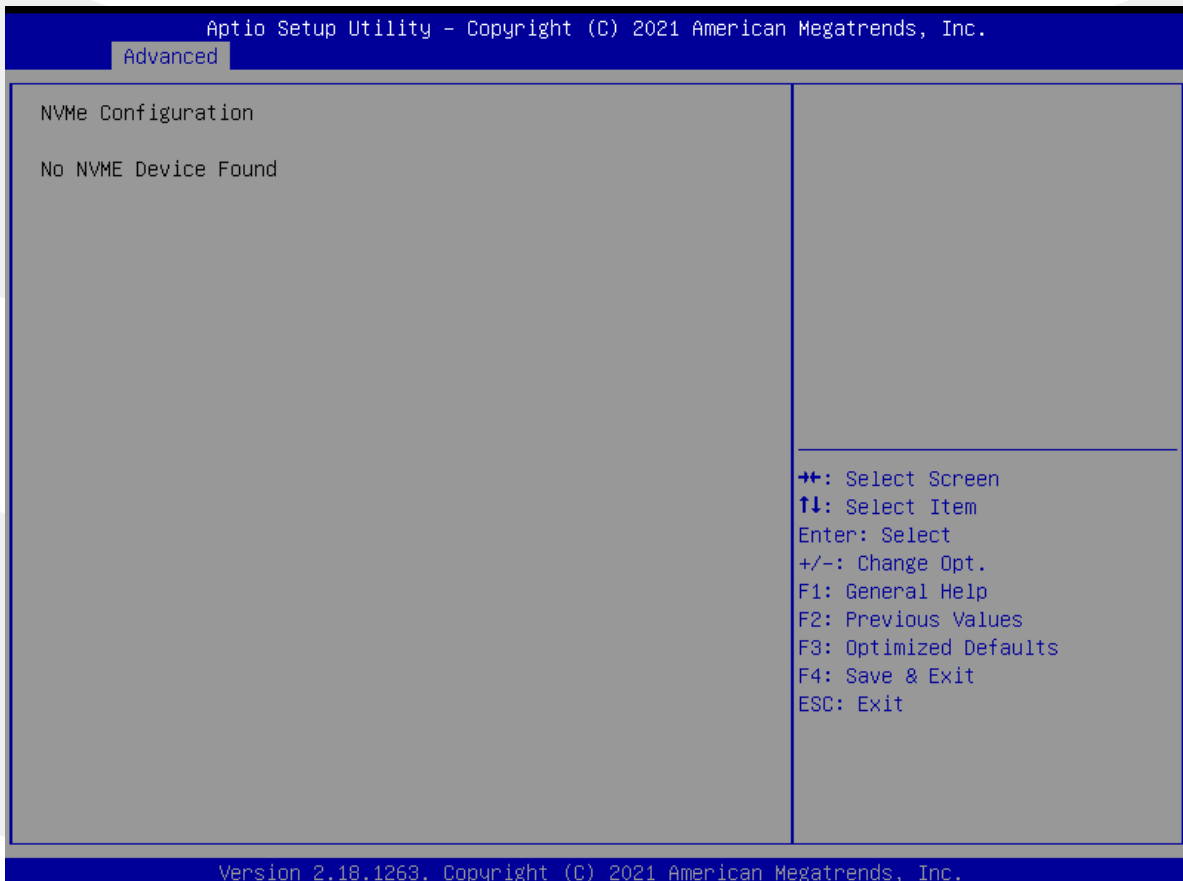 Aptio Setup Utility – Copyright (C) 2021 American Megatrends, Inc.
Advanced
NVMe Configuration
No NVME Device Found
→←: Select Screen
↑↓: Select Item
Enter: Select
+/-: Change Opt.
F1: General Help
F2: Previous Values
F3: Optimized Defaults
F4: Save & Exit
ESC: Exit
Version 2.18.1263. Copyright (C) 2021 American Megatrends, Inc.